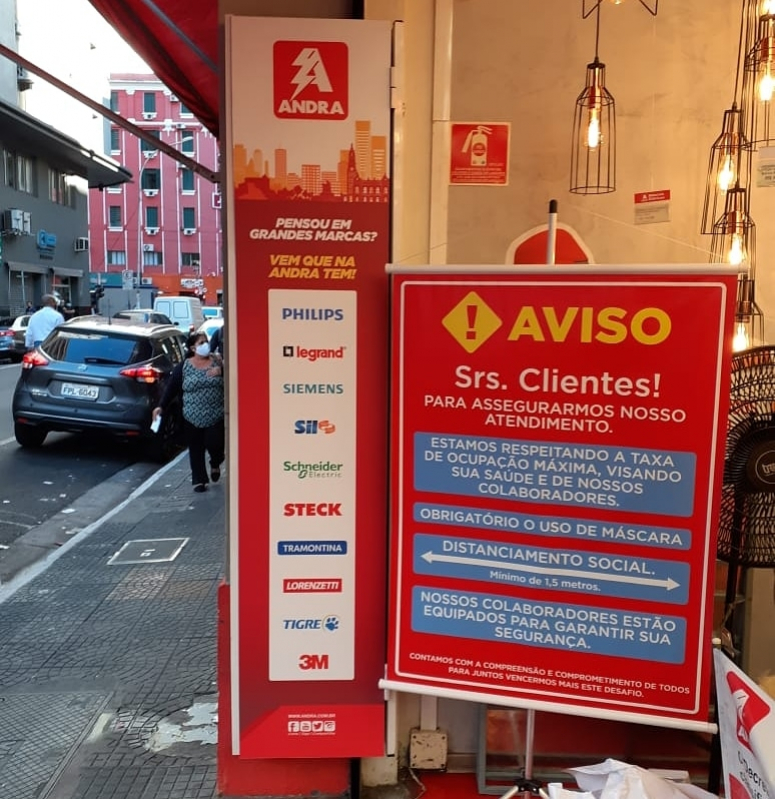 ANDRA
PENSOU EM
GRANDES MARCAS?
VEM QUE NA
ANDRA TEM!
PHILIPS
legrand
SIEMENS
Sil
Schneider
Electric
STECK
TRAMONTINA
LORENZETTI
TIGRE
3M
WWW.ANDRA.COM.BR
AVISO
Srs. Clientes!
PARA ASSEGURARMOS NOSSO
ATENDIMENTO.
ESTAMOS RESPEITANDO A TAXA
DE OCUPAÇÃO MÁXIMA, VISANDO
SUA SAÚDE E DE NOSSOS
COLABORADORES.
OBRIGATÓRIO O USO DE MÁSCARA
DISTANCIAMENTO SOCIAL.
Mínimo de 1,5 metros.
NOSSOS COLABORADORES ESTÃO
EQUIPADOS PARA GARANTIR SUA
SEGURANÇA.
CONTAMOS COM A COMPREENSÃO E COMPROMETIMENTO DE TODOS
PARA JUNTOS VENCERMOS MAIS ESTE DESAFIO.